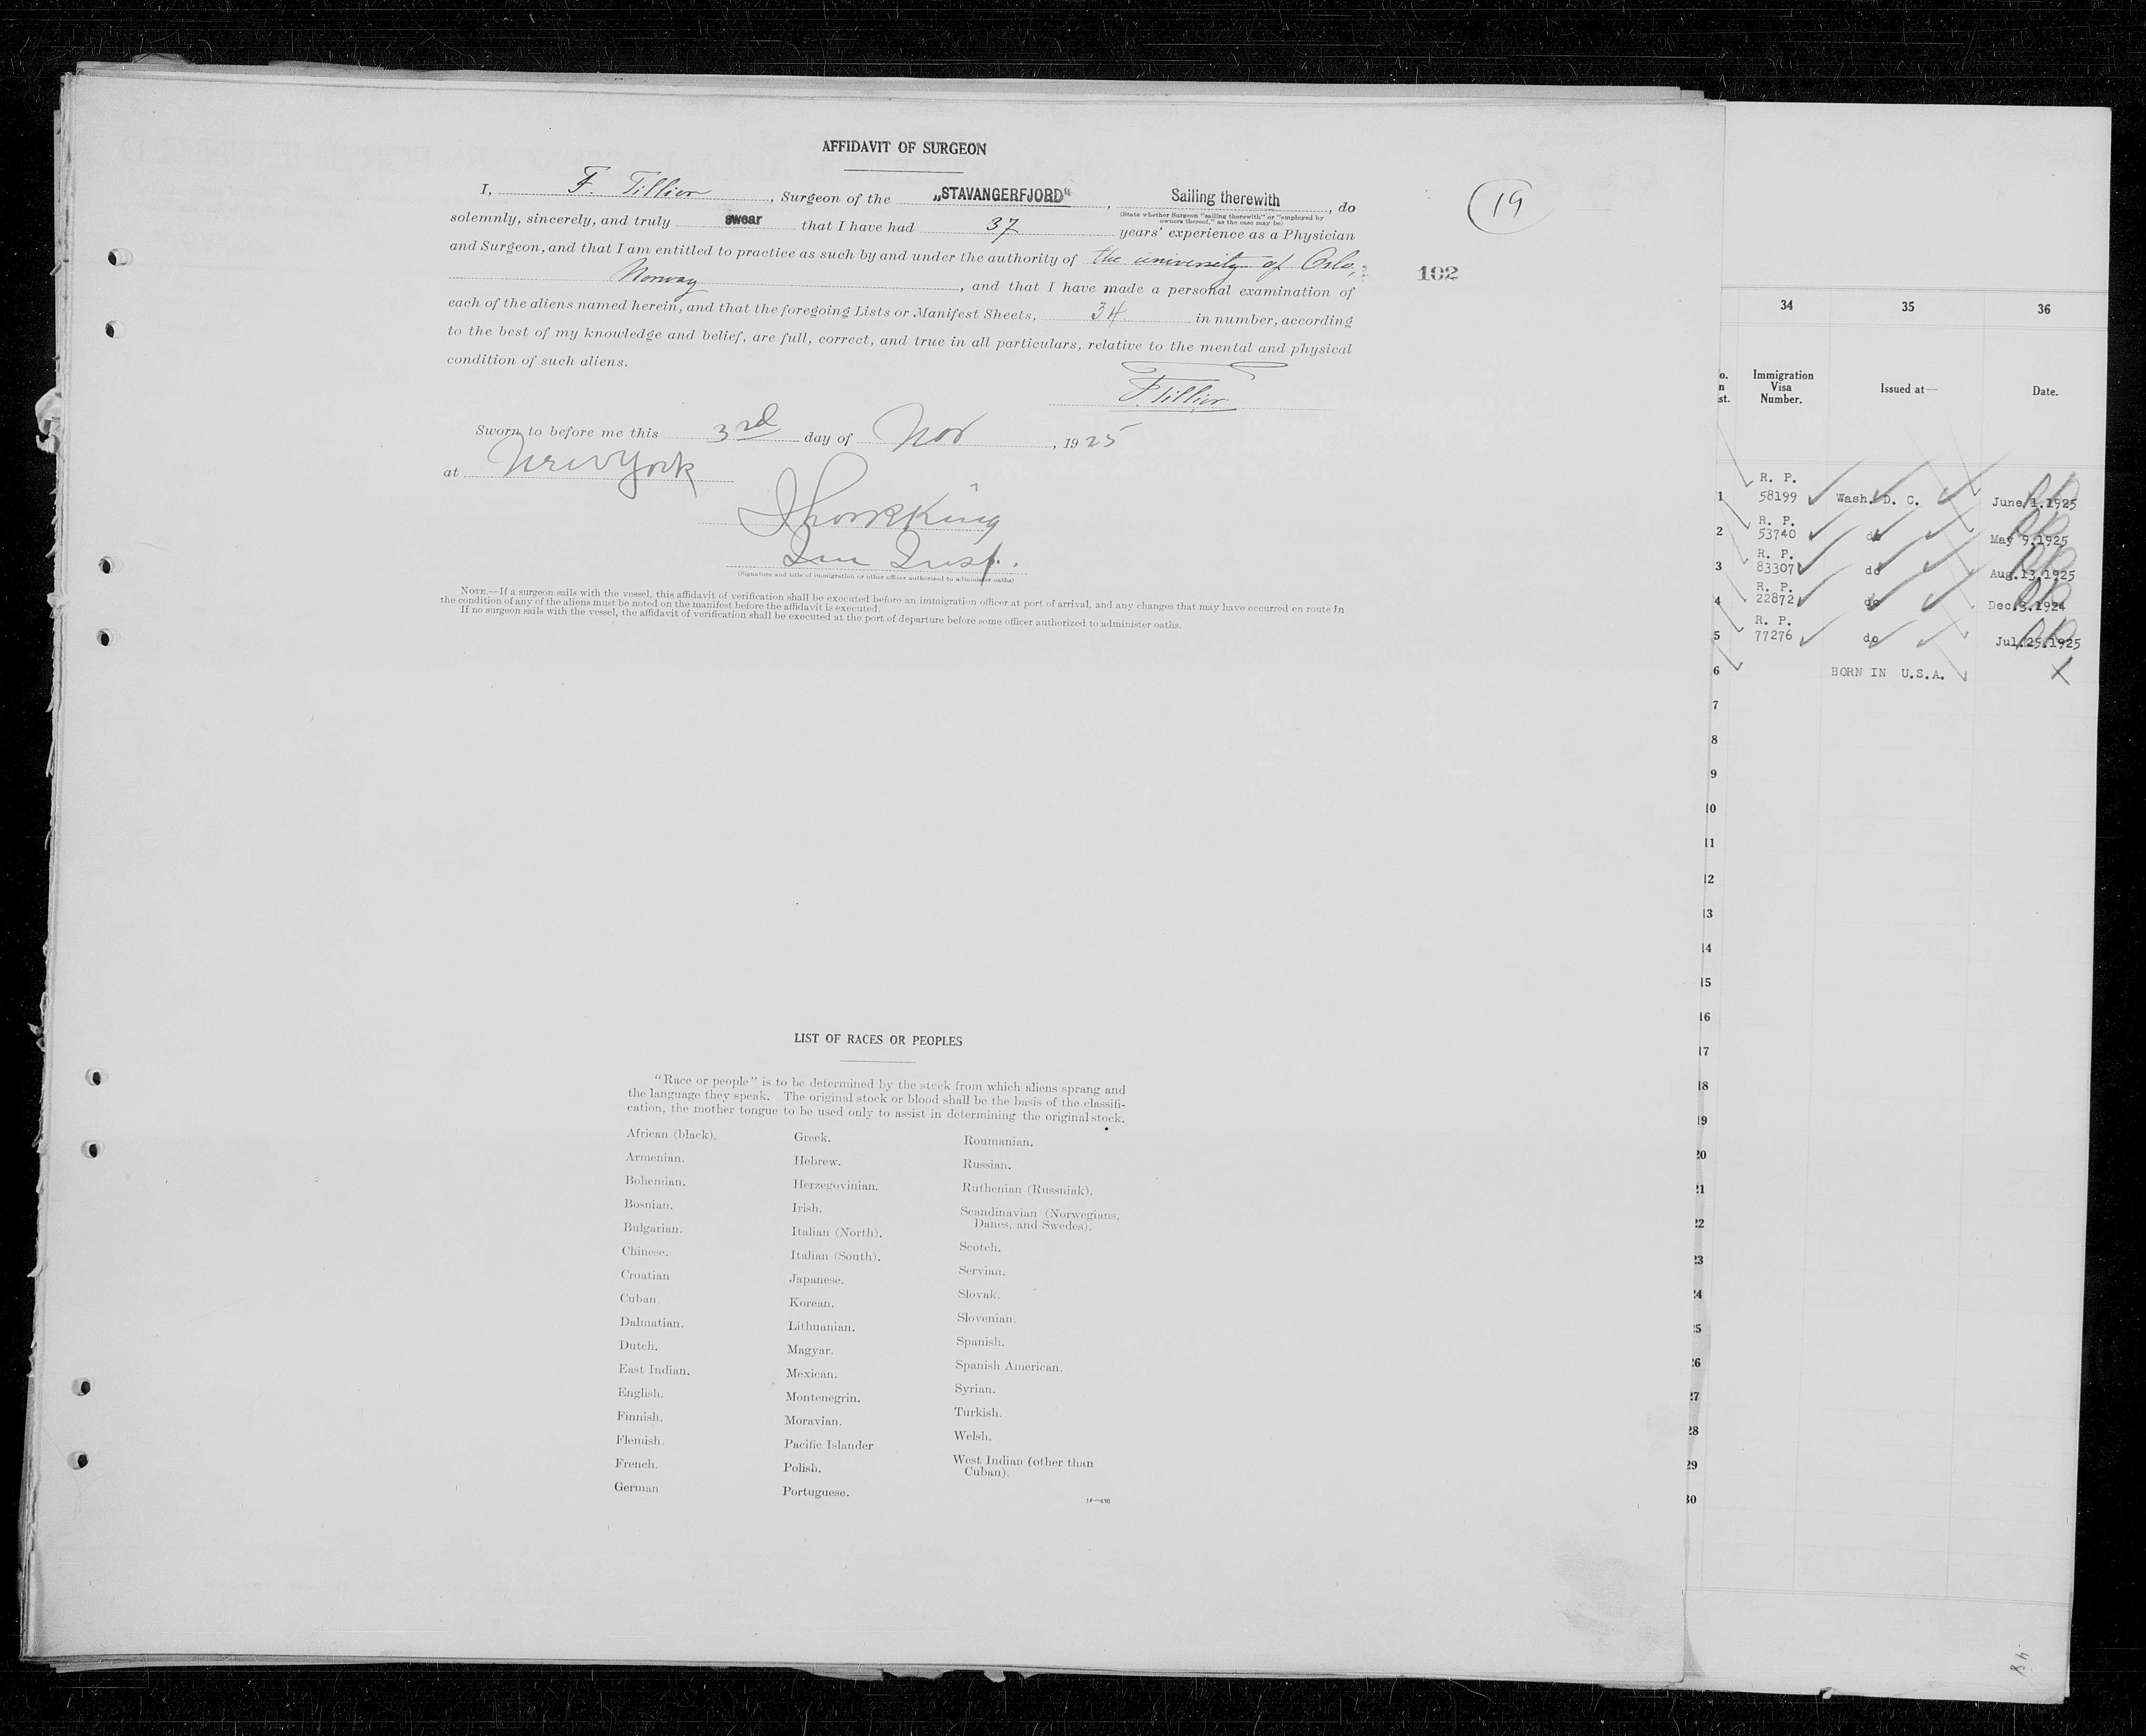 AFFIDAVIT OF SURGEON
I, F. Tillier, Surgeon of the „STAVANGERFJORD“, Sailing therewith, do
(State whether Surgeon "sailing therewith" or "employed by owners thereof," as the case may be)
solemnly, sincerely, and truly swear that I have had 37 years' experience as a Physician
and Surgeon, and that I am entitled to practice as such by and under the authority of the university of Oslo,
Norway, and that I have made a personal examination of
each of the aliens named herein, and that the foregoing Lists or Manifest Sheets, 34 in number, according
to the best of my knowledge and belief, are full, correct, and true in all particulars, relative to the mental and physical
condition of such aliens.
F. Tillier
Sworn to before me this 3rd day of Nov, 1925
at New York
King
Im Insp.
(Signature and title of immigration or other officer authorized to administer oaths)
NOTE.—If a surgeon sails with the vessel, this affidavit of verification shall be executed before an immigration officer at port of arrival, and any changes that may have occurred en route in
the condition of any of the aliens must be noted on the manifest before the affidavit is executed.
If no surgeon sails with the vessel, the affidavit of verification shall be executed at the port of departure before some officer authorized to administer oaths.
19
102
LIST OF RACES OR PEOPLES
"Race or people" is to be determined by the stock from which aliens sprang and
the language they speak. The original stock or blood shall be the basis of the classifi-
cation, the mother tongue to be used only to assist in determining the original stock.
African (black).
Armenian.
Bohemian.
Bosnian.
Bulgarian.
Chinese.
Croatian
Cuban.
Dalmatian.
Dutch.
East Indian.
English.
Finnish.
Flemish.
French.
German
Greek.
Hebrew.
Herzegovinian.
Irish.
Italian (North).
Italian (South).
Japanese.
Korean.
Lithuanian.
Magyar.
Mexican.
Montenegrin.
Moravian.
Pacific Islander
Polish.
Portuguese.
Roumanian.
Russian.
Ruthenian (Russniak).
Scandinavian (Norwegians,
Danes, and Swedes).
Scotch.
Servian.
Slovak.
Slovenian.
Spanish.
Spanish American.
Syrian.
Turkish.
Welsh.
West Indian (other than
Cuban).
34 35 36
Immigration Visa Number. Issued at— Date.
1 R. P. 58199 Wash. D. C. June 1.1925
2 R. P. 53740 do May 9.1925
3 R. P. 83307 do Aug.13.1925
4 R. P. 22872 do Dec.3.1924
5 R. P. 77276 do Jul.25.1925
6 BORN IN U.S.A.
7
8
9
10
11
12
13
14
15
16
17
18
19
20
21
22
23
24
25
26
27
28
29
30